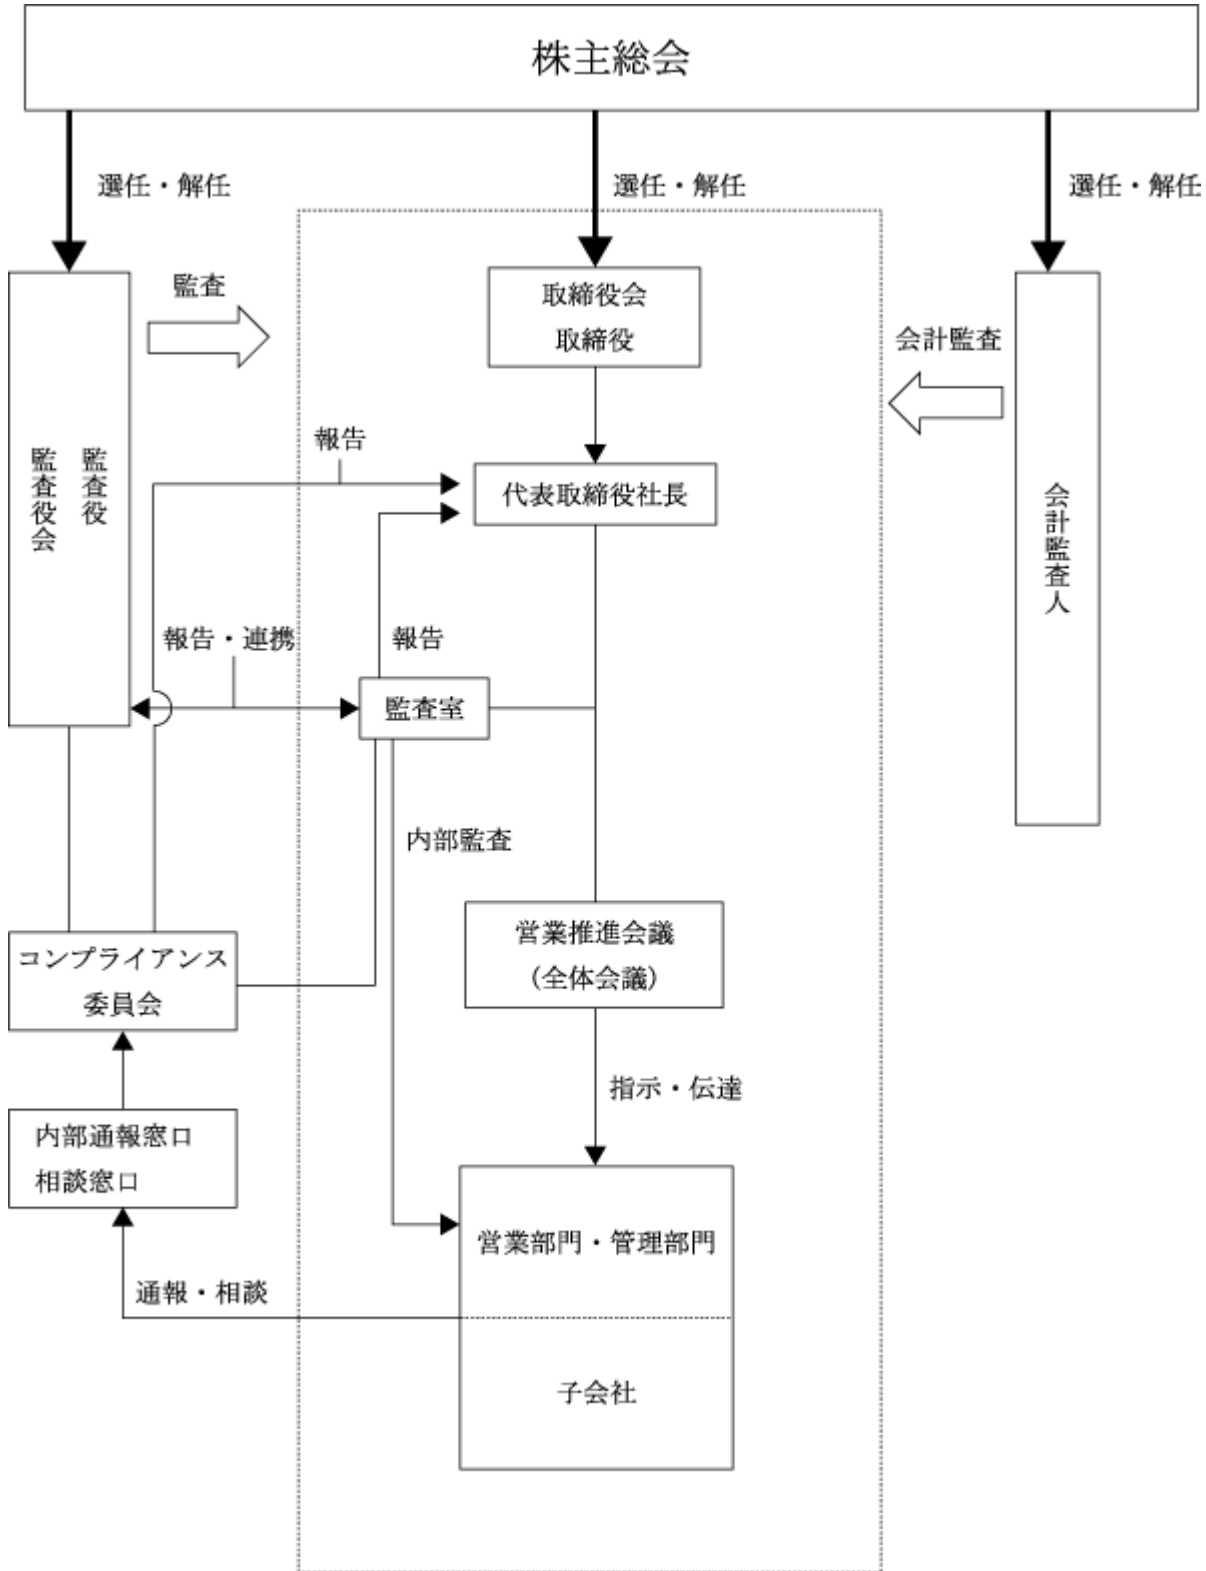 株主総会
選任・解任
選任・解任
選任・解任
監査
取締役会
取締役
会計監査
報告
監査役
監査役会
代表取締役社長
会計監査人
報告・連携
報告
監査室
内部監査
営業推進会議
(全体会議)
コンプライアンス
委員会
指示・伝達
内部通報窓口
相談窓口
営業部門・管理部門
通報・相談
子会社